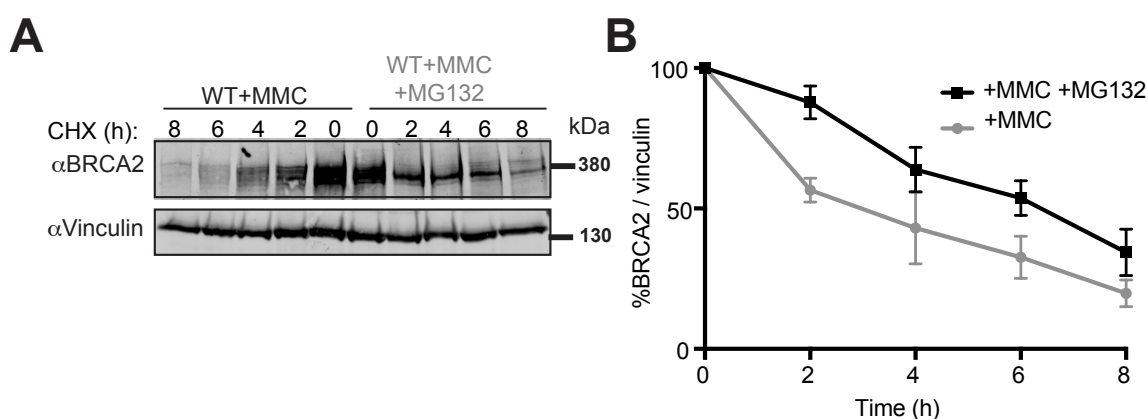 A
WT+MMC
WT+MMC
+MG132
CHX (h): 8 6 4 2 0 0 2 4 6 8 kDa
αBRCA2
380
αVinculin
130
B
%BRCA2 / vinculin
100
50
0
+MMC +MG132
+MMC
0 2 4 6 8
Time (h)